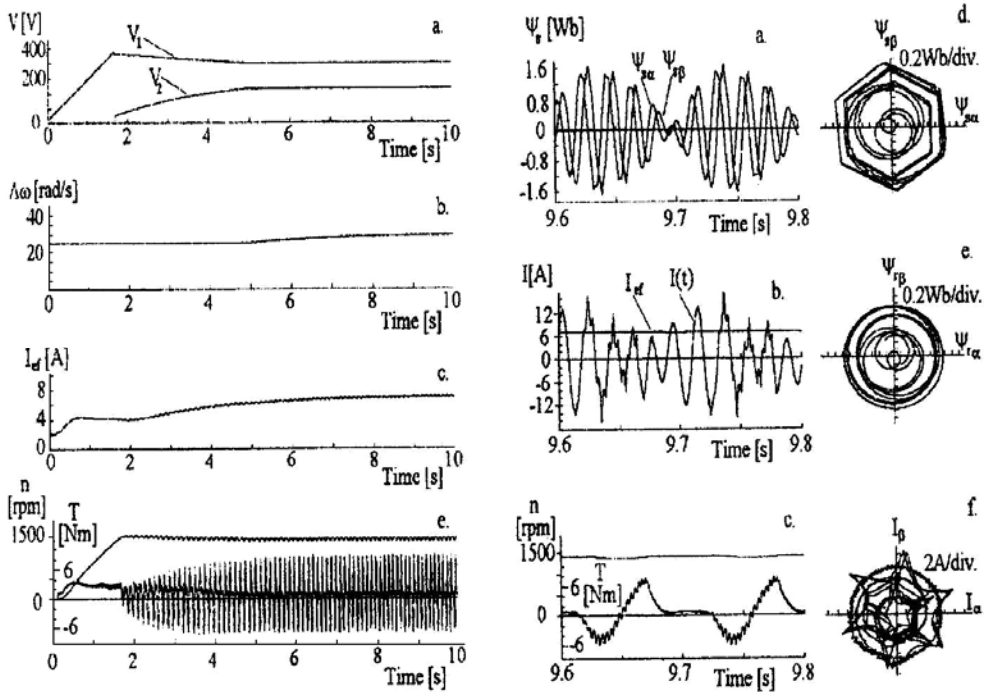 V [V]
a.
400
200
0
V1
V2
0 2 4 6 8 10
Time [s]
Δω [rad/s]
b.
40
20
0 2 4 6 8 10
Time [s]
Iref [A]
c.
8
4
0
0 2 4 6 8 10
Time [s]
n
[rpm]
T
[Nm]
e.
1500
6
0
-6
0 2 4 6 8 10
Time [s]
Ψs [Wb]
a.
1.6
0.8
0
-0.8
-1.6
Ψsα Ψsβ
9.6 9.7 9.8
Time [s]
I[A]
b.
12
6
0
-6
-12
Iref I(t)
9.6 9.7 9.8
Time [s]
n
[rpm]
c.
1500
T
6 [Nm]
0
-6
9.6 9.7 9.8
Time [s]
d.
Ψsβ
0.2Wb/div.
Ψsα
e.
Ψrβ
0.2Wb/div.
Ψrα
f.
Iβ
2A/div.
Iα